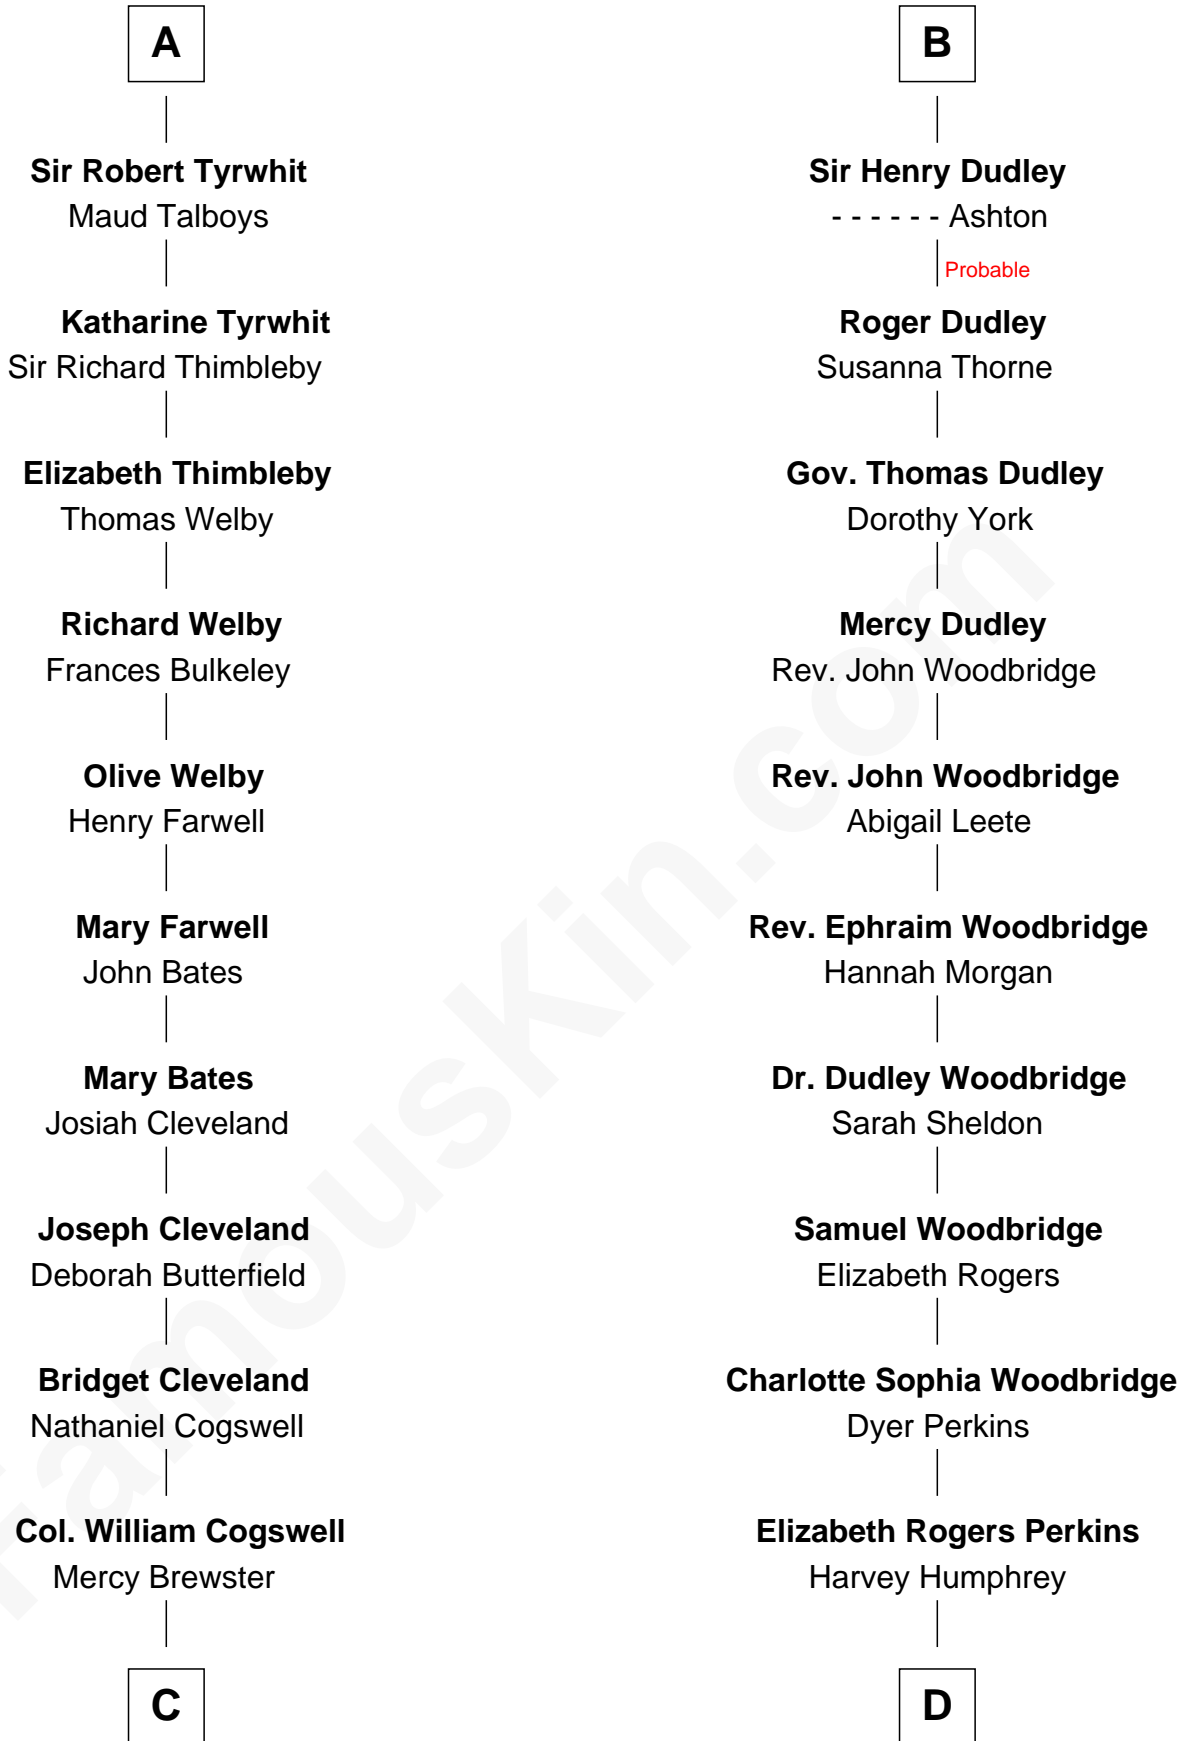 A
Sir Robert Tyrwhit
Maud Talboys
Katharine Tyrwhit
Sir Richard Thimbleby
Elizabeth Thimbleby
Thomas Welby
Richard Welby
Frances Bulkeley
Olive Welby
Henry Farwell
Mary Farwell
John Bates
Mary Bates
Josiah Cleveland
Joseph Cleveland
Deborah Butterfield
Bridget Cleveland
Nathaniel Cogswell
Col. William Cogswell
Mercy Brewster
C
B
Sir Henry Dudley
- - - - - - Ashton
Probable
Roger Dudley
Susanna Thorne
Gov. Thomas Dudley
Dorothy York
Mercy Dudley
Rev. John Woodbridge
Rev. John Woodbridge
Abigail Leete
Rev. Ephraim Woodbridge
Hannah Morgan
Dr. Dudley Woodbridge
Sarah Sheldon
Samuel Woodbridge
Elizabeth Rogers
Charlotte Sophia Woodbridge
Dyer Perkins
Elizabeth Rogers Perkins
Harvey Humphrey
D
FamousKin.com